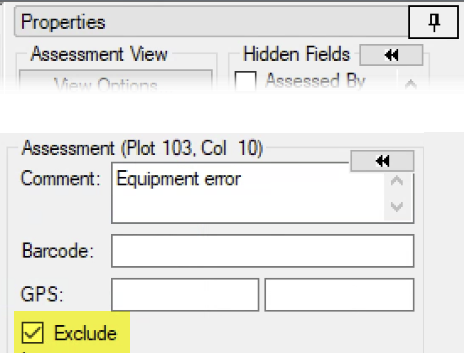 Properties
Assessment View
Hidden Fields
View Options
Assessed By
Assessment (Plot 103, Col 10)
Comment: Equipment error
Barcode:
GPS:
Exclude